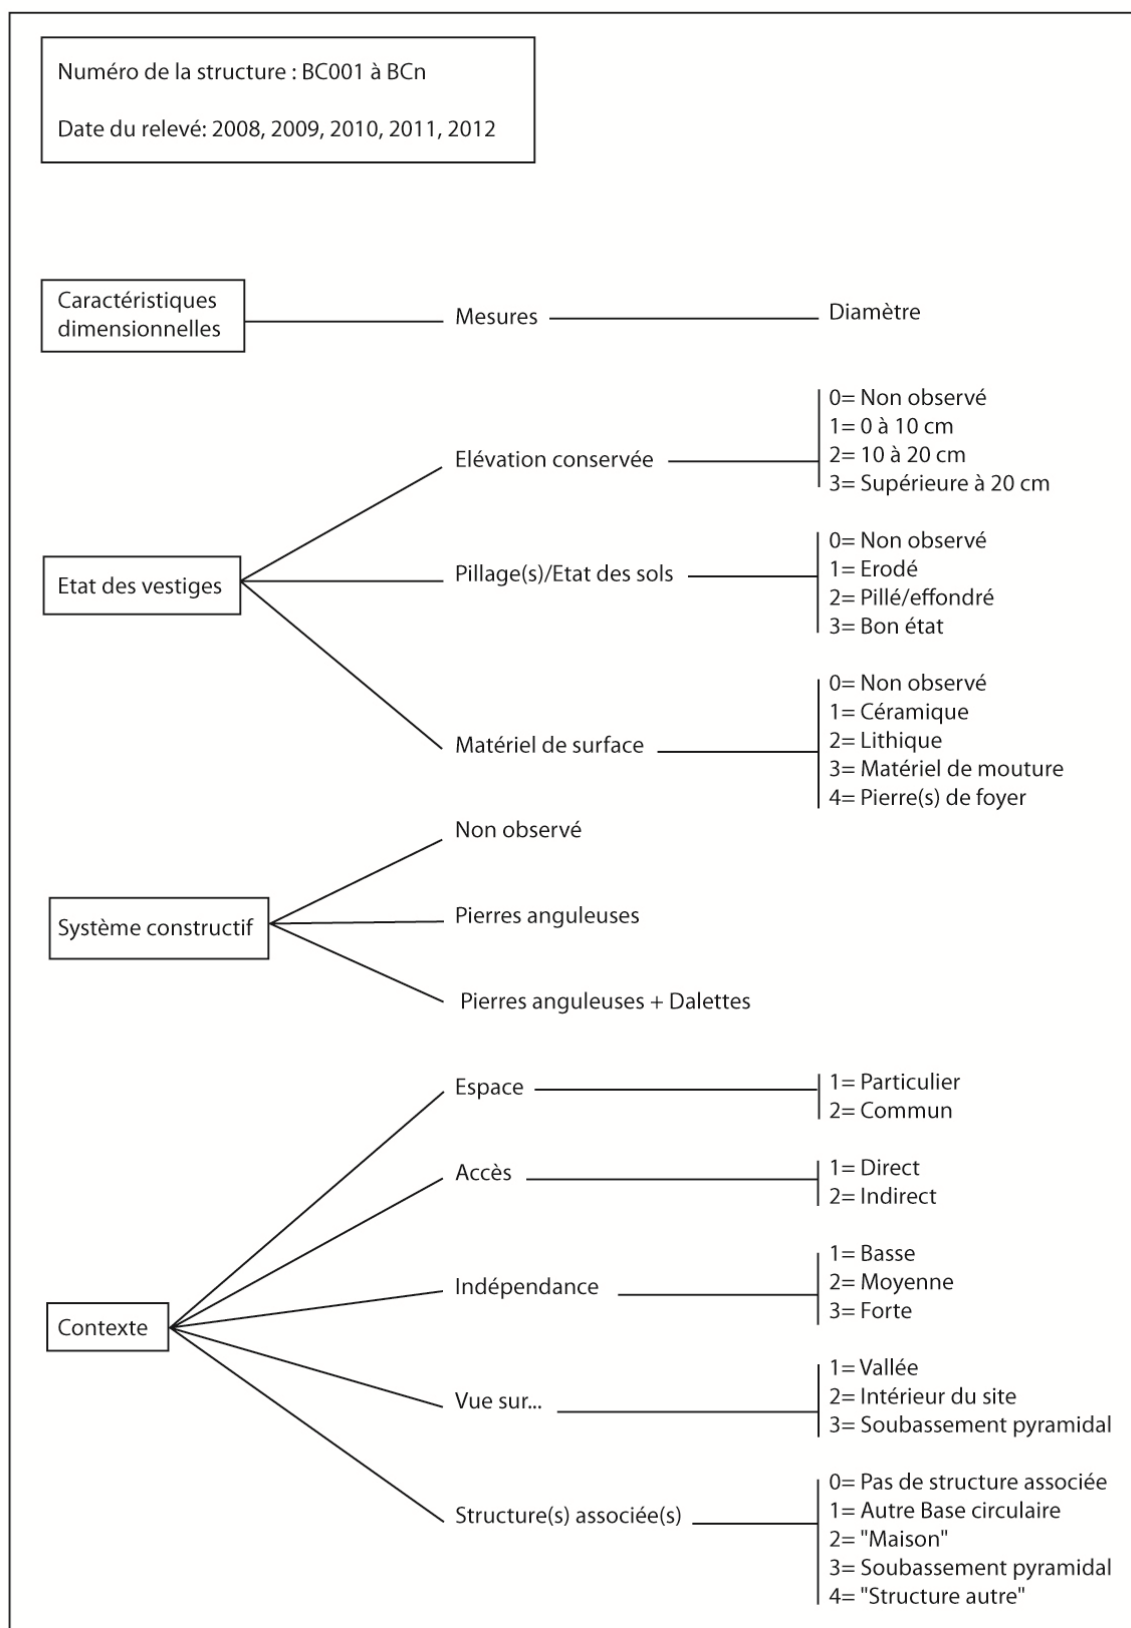 Numéro de la structure : BC001 à BCn
Date du relevé: 2008, 2009, 2010, 2011, 2012
Caractéristiques
dimensionnelles
Mesures
Diamètre
Etat des vestiges
Elévation conservée
0= Non observé
1= 0 à 10 cm
2= 10 à 20 cm
3= Supérieure à 20 cm
Pillage(s)/Etat des sols
0= Non observé
1= Erodé
2= Pillé/effondré
3= Bon état
Matériel de surface
0= Non observé
1= Céramique
2= Lithique
3= Matériel de mouture
4= Pierre(s) de foyer
Système constructif
Non observé
Pierres anguleuses
Pierres anguleuses + Dalettes
Contexte
Espace
1= Particulier
2= Commun
Accès
1= Direct
2= Indirect
Indépendance
1= Basse
2= Moyenne
3= Forte
Vue sur...
1= Vallée
2= Intérieur du site
3= Soubassement pyramidal
Structure(s) associée(s)
0= Pas de structure associée
1= Autre Base circulaire
2= "Maison"
3= Soubassement pyramidal
4= "Structure autre"